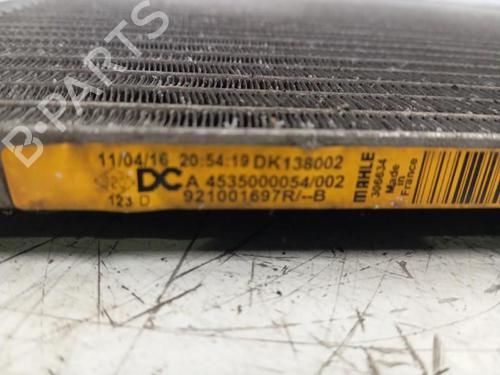 11/04/16 20:54:19 DK138002
DC A 4535000054/002
123 D 921001697R/--B
MAHLE
306634
Made in
France
B-Parts